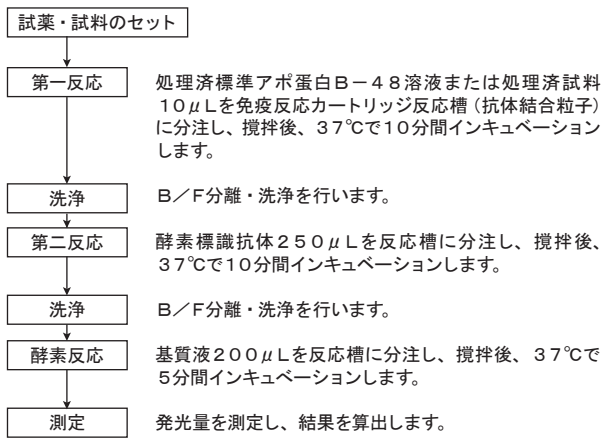 試薬・試料のセット
第一反応
処理済標準アポ蛋白Ｂ－４８溶液または処理済試料
１０μＬを免疫反応カートリッジ反応槽（抗体結合粒子）
に分注し、撹拌後、３７℃で１０分間インキュベーション
します。
洗浄
Ｂ／Ｆ分離・洗浄を行います。
第二反応
酵素標識抗体２５０μＬを反応槽に分注し、撹拌後、
３７℃で１０分間インキュベーションします。
洗浄
Ｂ／Ｆ分離・洗浄を行います。
酵素反応
基質液２００μＬを反応槽に分注し、撹拌後、３７℃で
５分間インキュベーションします。
測定
発光量を測定し、結果を算出します。